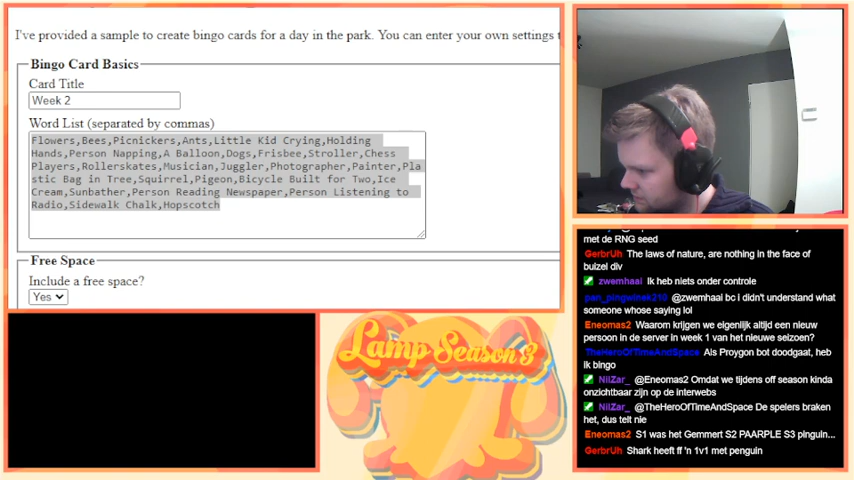 I've provided a sample to create bingo cards for a day in the park. You can enter your own settings t
Bingo Card Basics
Card Title
Week 2
Word List (separated by commas)
Flowers,Bees,Picnickers,Ants,Little Kid Crying,Holding
Hands,Person Napping,A Balloon,Dogs,Frisbee,Stroller,Chess
Players,Rollerskates,Musician,Juggler,Photographer,Painter,Pla
stic Bag in Tree,Squirrel,Pigeon,Bicycle Built for Two,Ice
Cream,Sunbather,Person Reading Newspaper,Person Listening to
Radio,Sidewalk Chalk,Hopscotch
Free Space
Include a free space?
Yes
Lamp Season 3
met de RNG seed
GerbrUh The laws of nature, are nothing in the face of
buizel div
zwemhaai Ik heb niets onder controle
pan_pingwinek210 @zwemhaai bc i didn't understand what
someone whose saying lol
Eneomas2 Waarom krijgen we eigenlijk altijd een nieuw
persoon in de server in week 1 van het nieuwe seizoen?
TheHeroOfTimeAndSpace Als Proygon bot doodgaat, heb
ik bingo
NilZar_ @Eneomas2 Omdat we tijdens off season kinda
onzichtbaar zijn op de interwebs
NilZar_ @TheHeroOfTimeAndSpace De spelers braken
het, dus telt nie
Eneomas2 S1 was het Gemmert S2 PAARPLE S3 pinguin...
GerbrUh Shark heeft ff 'n 1v1 met penguin